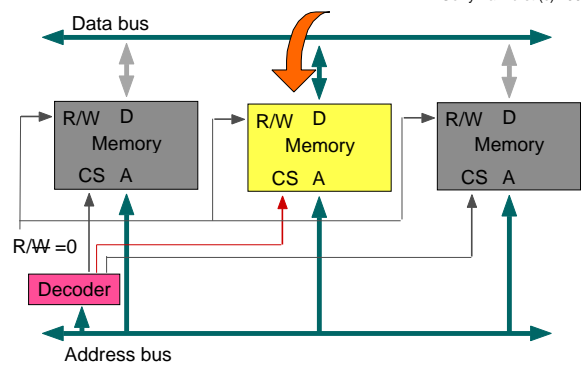 Data bus
R/W D
Memory
CS A
R/W D
Memory
CS A
R/W D
Memory
CS A
R/W =0
Decoder
Address bus